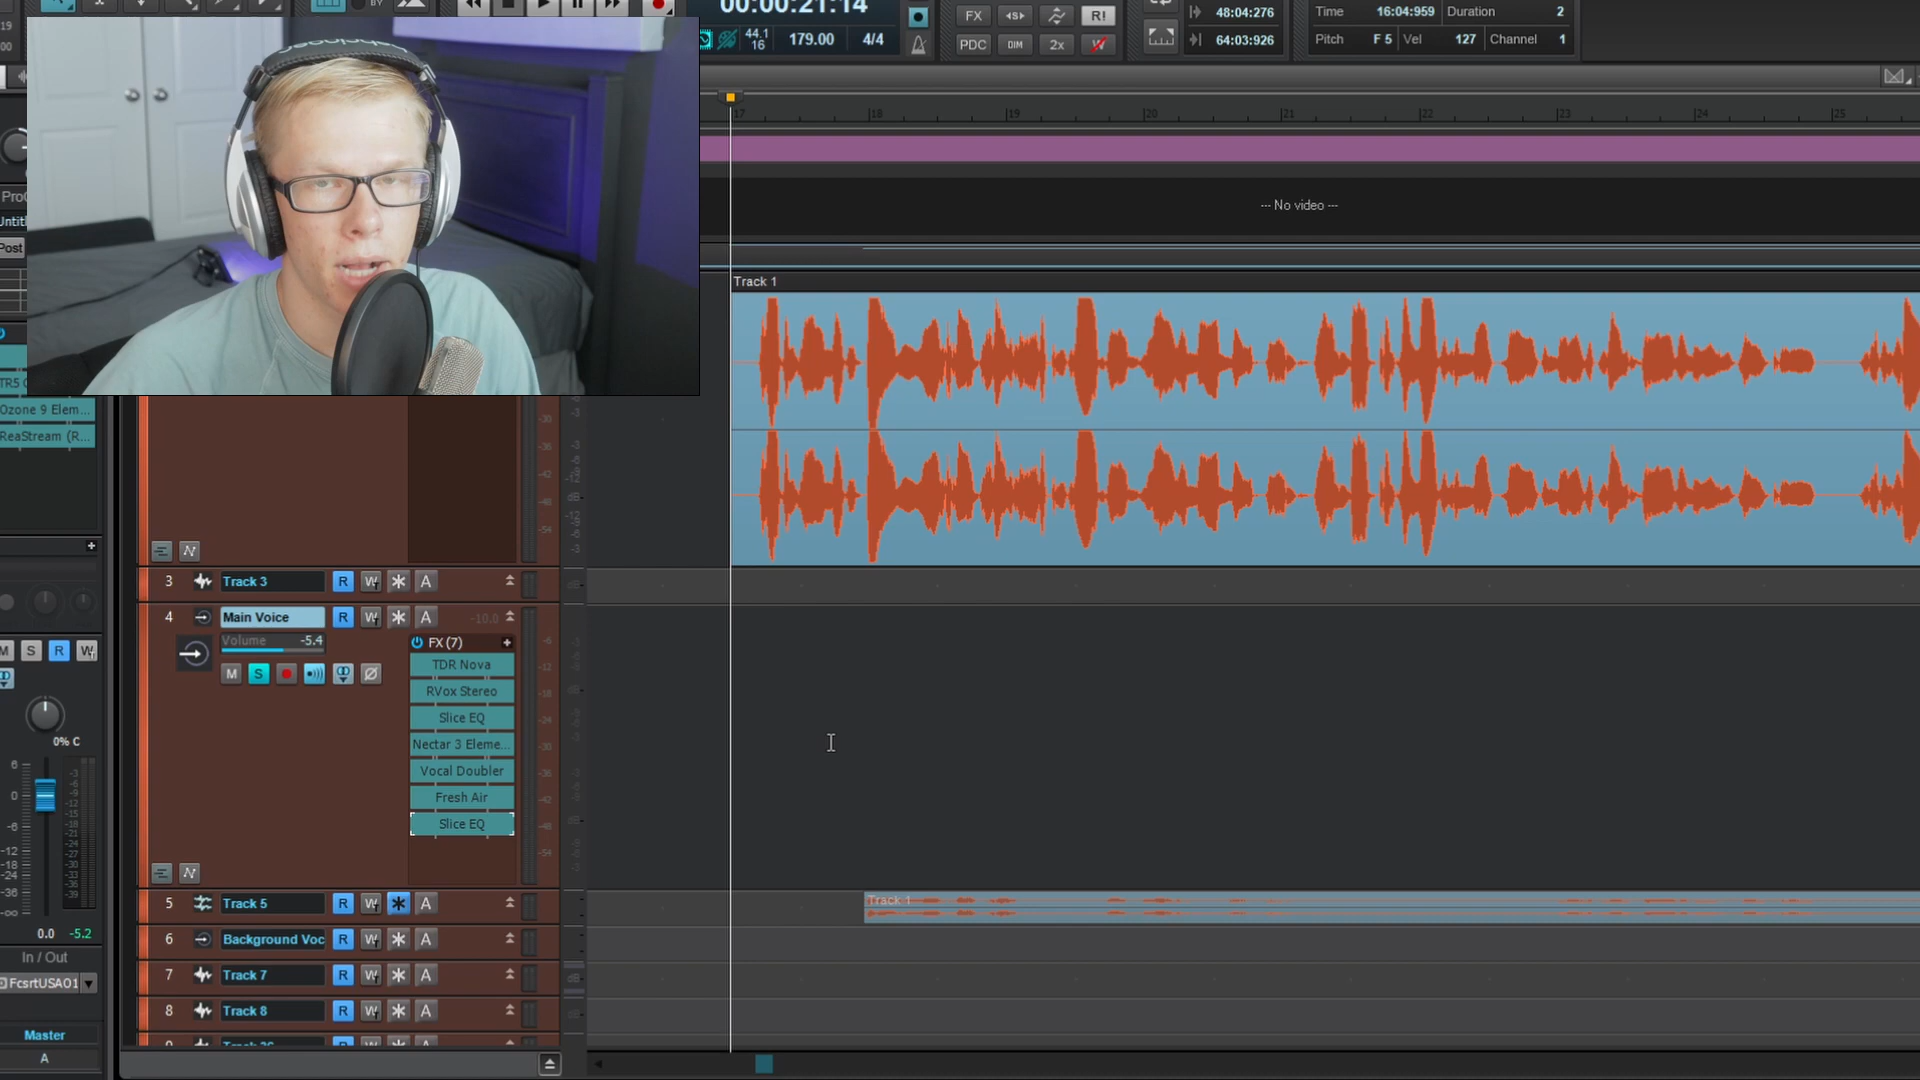 00:00:21:14
BY
44.1
16
179.00
4/4
FX
PDC
DIM
2x
R!
48:04:276
64:03:926
Time
16:04:959
Duration
2
Pitch
F 5
Vel
127
Channel
1
17
18
19
20
21
22
23
24
25
--- No video ---
Track 1
Post
Ozone 9 Elem...
ReaStream (R...
3
Track 3
R
W
A
4
Main Voice
R
W
A
-10.0
Volume
-5.4
M
S
FX (7)
TDR Nova
RVox Stereo
Slice EQ
Nectar 3 Eleme...
Vocal Doubler
Fresh Air
Slice EQ
5
Track 5
R
W
A
Track 1
6
Background Voc
R
W
A
7
Track 7
R
W
A
8
Track 8
R
W
A
M
S
R
W
0% C
0.0
-5.2
In / Out
FcsrtUSAO1
Master
A